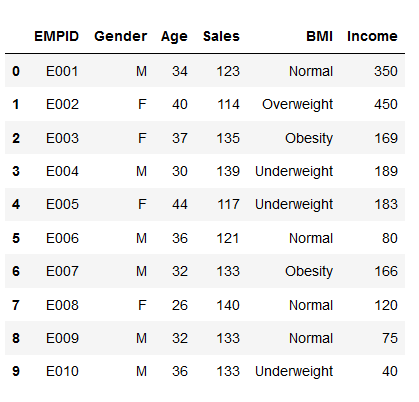 EMPID Gender Age Sales BMI Income
0 E001 M 34 123 Normal 350
1 E002 F 40 114 Overweight 450
2 E003 F 37 135 Obesity 169
3 E004 M 30 139 Underweight 189
4 E005 F 44 117 Underweight 183
5 E006 M 36 121 Normal 80
6 E007 M 32 133 Obesity 166
7 E008 F 26 140 Normal 120
8 E009 M 32 133 Normal 75
9 E010 M 36 133 Underweight 40